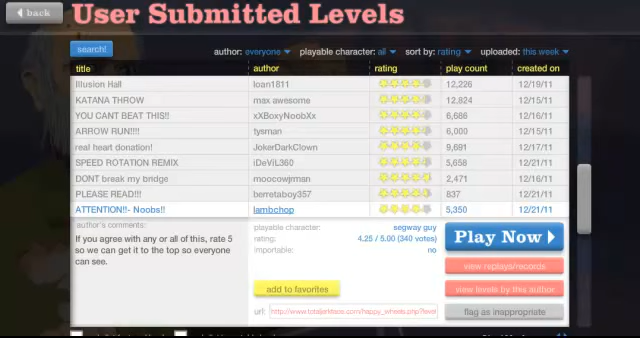 back
User Submitted Levels
search!
author: everyone playable character: all sort by: rating uploaded: this week
title author rating play count created on
Illusion Hall loan1811 12,226 12/19/11
KATANA THROW max awesome 12,824 12/15/11
YOU CANT BEAT THIS!! xXBoxyNoobXx 6,686 12/16/11
ARROW RUN!!!! tysman 6,000 12/15/11
real heart donation! JokerDarkClown 9,691 12/17/11
SPEED ROTATION REMIX iDeViL360 5,658 12/21/11
DONT break my bridge moocowjrman 2,471 12/16/11
PLEASE READ!!! berretaboy357 837 12/21/11
ATTENTION!!- Noobs!! lambchop 5,350 12/21/11
author's comments:
If you agree with any or all of this, rate 5
so we can get it to the top so everyone
can see.
playable character: segway guy
rating: 4.25 / 5.00 (340 votes)
importable: no
Play Now
view replays/records
add to favorites
view levels by this author
url: http://www.totaljerkface.com/happy_wheels.php?level
flag as inappropriate